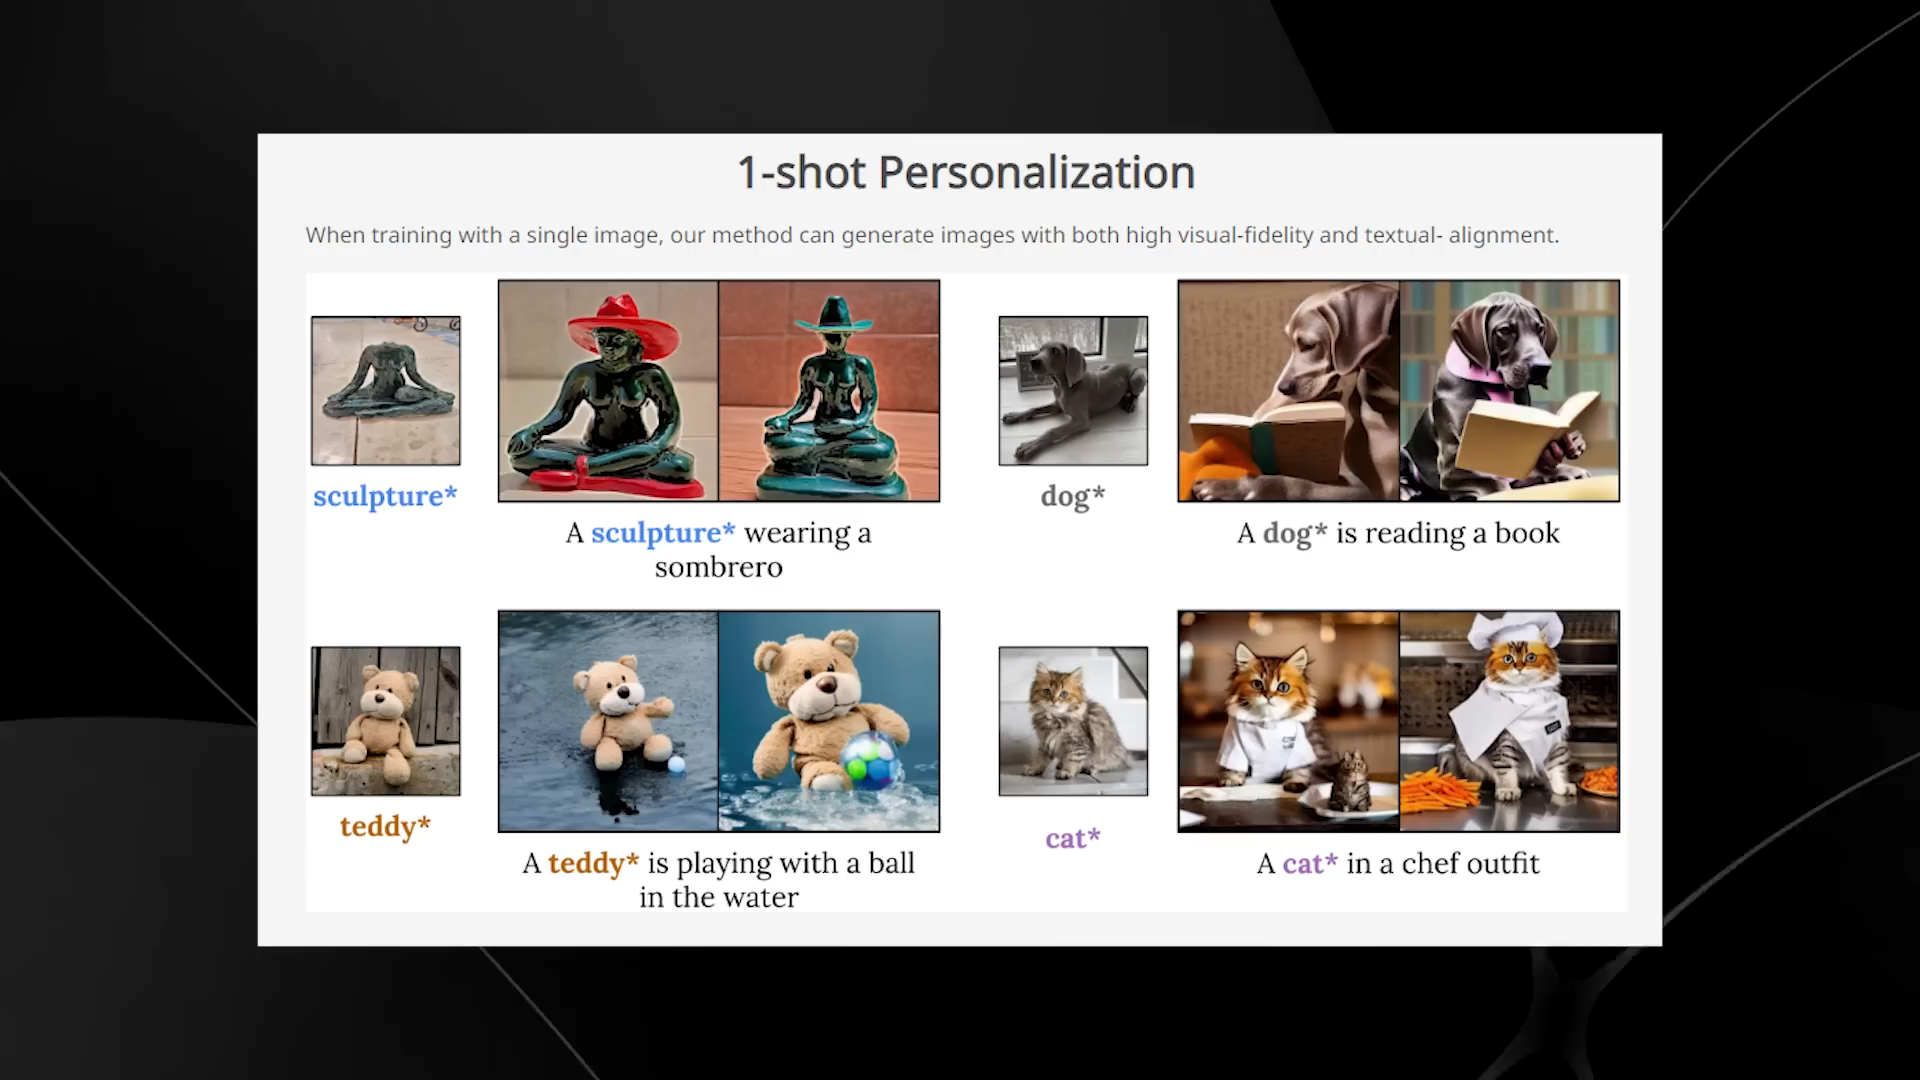 1-shot Personalization
When training with a single image, our method can generate images with both high visual-fidelity and textual- alignment.
sculpture*
A sculpture* wearing a
sombrero
dog*
A dog* is reading a book
teddy*
A teddy* is playing with a ball
in the water
cat*
A cat* in a chef outfit